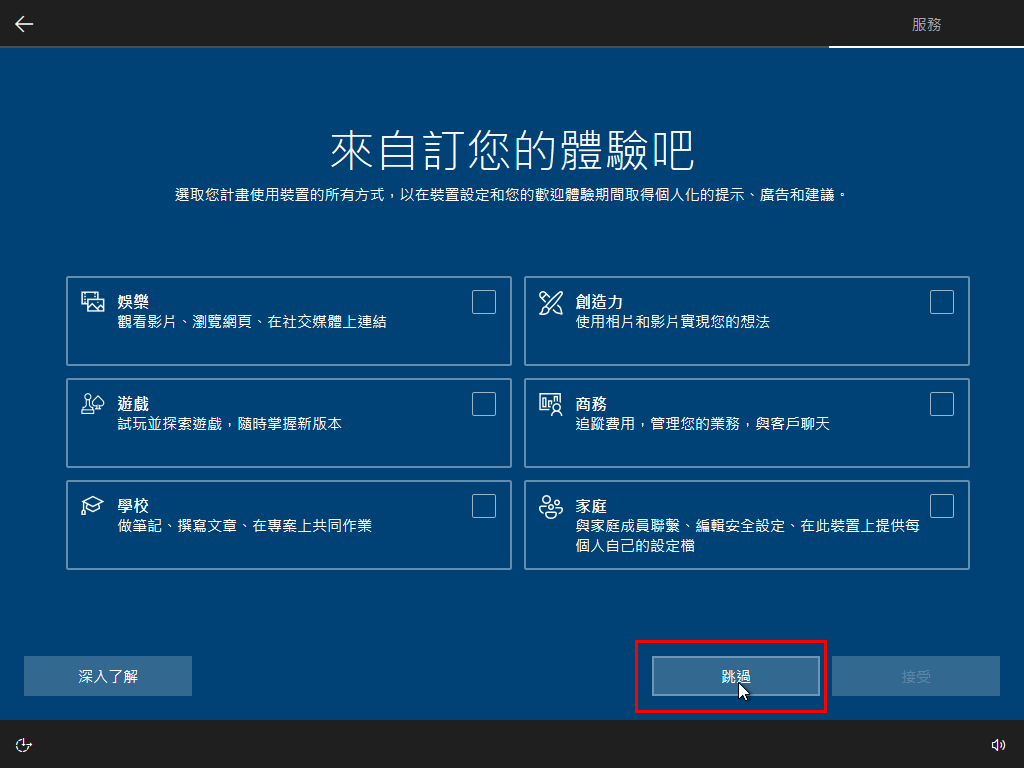 服務
來自訂您的體驗吧
選取您計畫使用裝置的所有方式，以在裝置設定和您的歡迎體驗期間取得個人化的提示、廣告和建議。
娛樂
觀看影片、瀏覽網頁、在社交媒體上連結
創造力
使用相片和影片實現您的想法
遊戲
試玩並探索遊戲，隨時掌握新版本
商務
追蹤費用，管理您的業務，與客戶聊天
學校
做筆記、撰寫文章、在專案上共同作業
家庭
與家庭成員聯繫、編輯安全設定、在此裝置上提供每
個人自己的設定檔
深入了解
跳過
接受